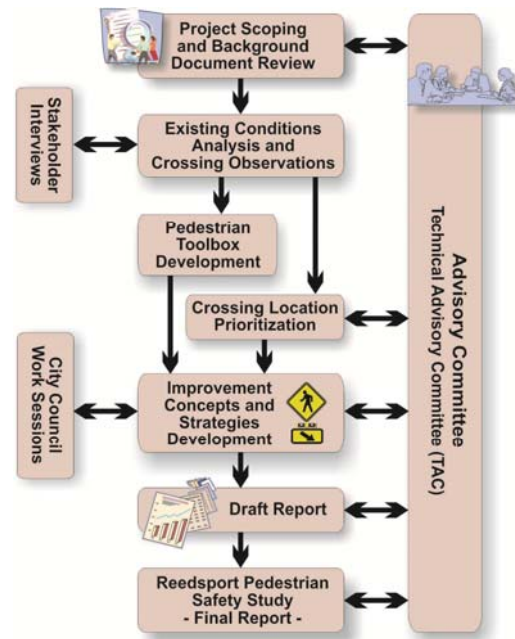 Project Scoping
and Background
Document Review
Stakeholder
Interviews
Existing Conditions
Analysis and
Crossing Observations
Pedestrian
Toolbox
Development
Crossing Location
Prioritization
City Council
Work Sessions
Improvement
Concepts and
Strategies
Development
Draft Report
Reedsport Pedestrian
Safety Study
- Final Report -
Advisory Committee
Technical Advisory Committee (TAC)